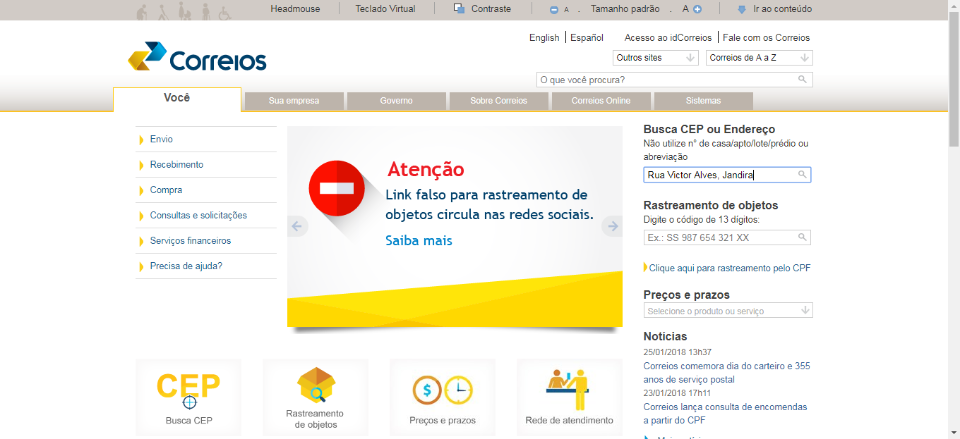 Headmouse
Teclado Virtual
Contraste
A . Tamanho padrão . A
Ir ao conteúdo
English | Español
Acesso ao idCorreios | Fale com os Correios
Correios
Outros sites
Correios de A a Z
O que você procura?
Você
Sua empresa
Governo
Sobre Correios
Correios Online
Sistemas
Envio
Recebimento
Compra
Consultas e solicitações
Serviços financeiros
Precisa de ajuda?
Atenção
Link falso para rastreamento de
objetos circula nas redes sociais.
Saiba mais
Busca CEP ou Endereço
Não utilize n° de casa/apto/lote/prédio ou
abreviação
Rua Victor Alves, Jandira
Rastreamento de objetos
Digite o código de 13 dígitos:
Ex.: SS 987 654 321 XX
Clique aqui para rastreamento pelo CPF
Preços e prazos
Selecione o produto ou serviço
Notícias
25/01/2018 13h37
Correios comemora dia do carteiro e 355
anos de serviço postal
23/01/2018 17h11
Correios lança consulta de encomendas
a partir do CPF
CEP
Busca CEP
Rastreamento
de objetos
$
Preços e prazos
Rede de atendimento